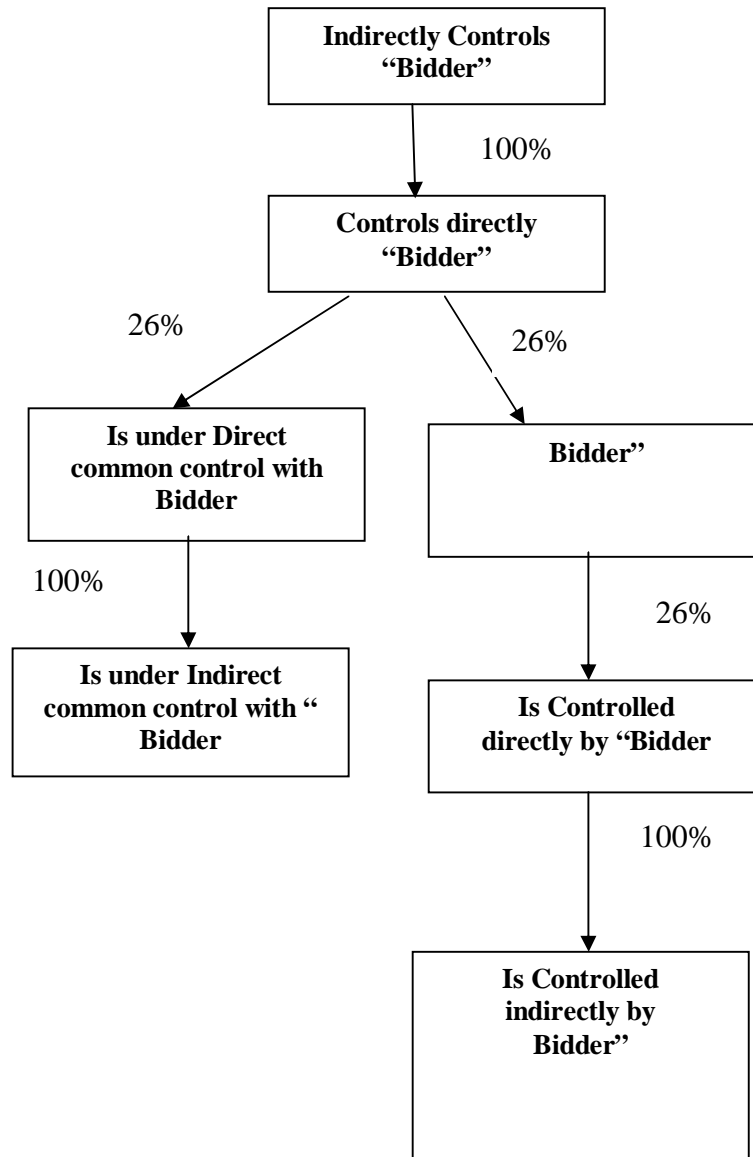 Indirectly Controls
“Bidder”
100%
Controls directly
“Bidder”
26%
26%
Is under Direct
common control with
Bidder
Bidder”
100%
26%
Is under Indirect
common control with “
Bidder
Is Controlled
directly by “Bidder
100%
Is Controlled
indirectly by
Bidder”